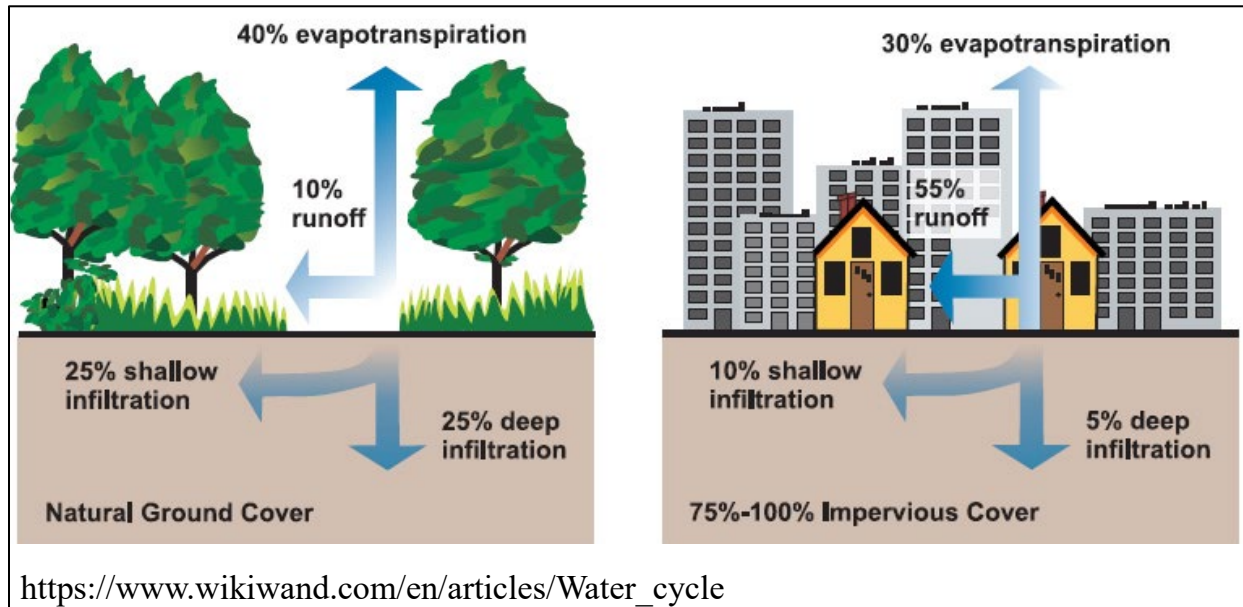 40% evapotranspiration
10%
runoff
25% shallow
infiltration
25% deep
infiltration
Natural Ground Cover
30% evapotranspiration
55%
runoff
10% shallow
infiltration
5% deep
infiltration
75%-100% Impervious Cover
https://www.wikiwand.com/en/articles/Water_cycle